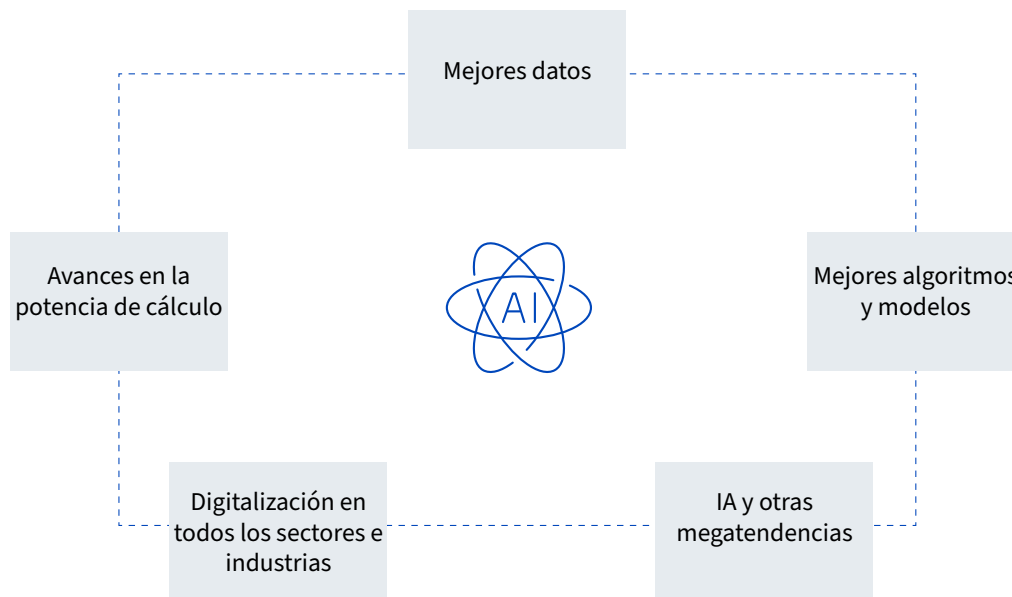 Mejores datos
Avances en la
potencia de cálculo
Mejores algoritmos
y modelos
AI
Digitalización en
todos los sectores e
industrias
IA y otras
megatendencias